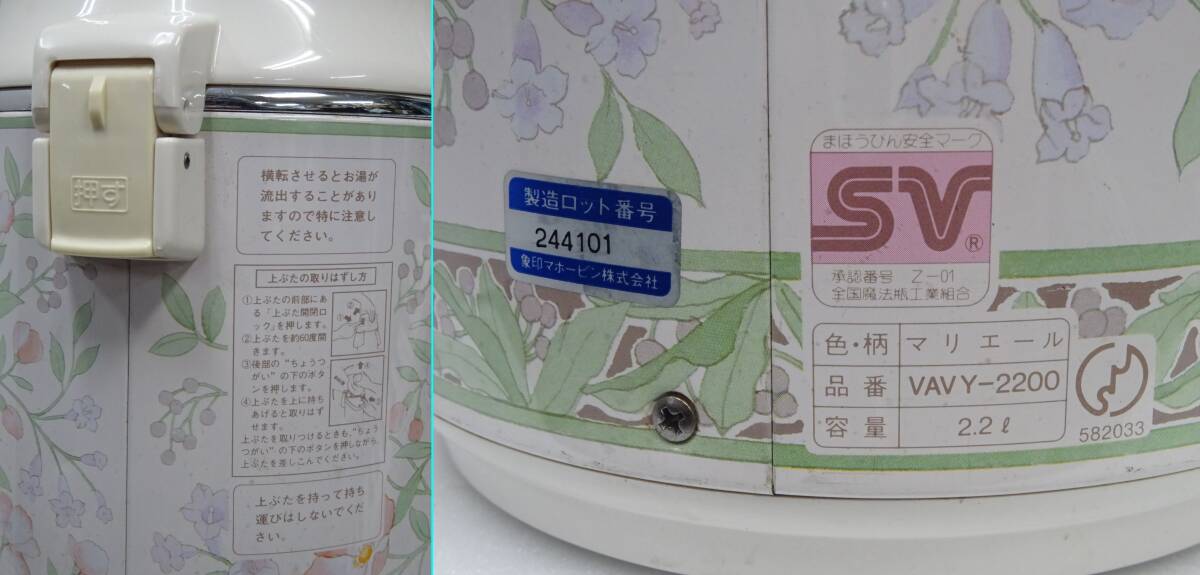 押す
横転させるとお湯が
流出することがあり
ますので特に注意し
てください。
上ぶたの取りはずし方
①上ぶたの前部にあ
る「上ぶた開閉ロ
ック」を押します。
②上ぶたを約60度開
きます。
③後部の"ちょうつ
がい"の下のボタ
ンを押します。
④上ぶたを上に持ち
あげると取りはず
せます。
上ぶたを取りつけるときも、"ちょう
つがい"の下のボタンを押しながら
上ぶたを差しこんでください。
上ぶたを持って持ち
運びはしないでくだ
さい。
製造ロット番号
244101
象印マホービン株式会社
まほうびん安全マーク
SV®
承認番号 Z-01
全国魔法瓶工業組合
色・柄 マリエール
品番 VAVY-2200
容量 2.2ℓ
582033